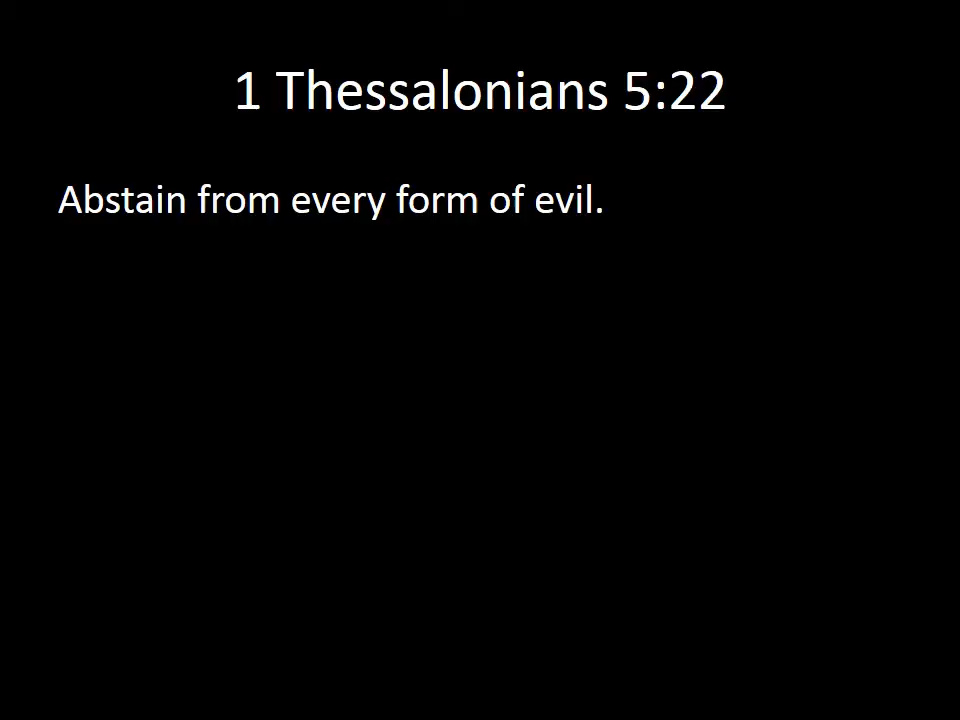 1 Thessalonians 5:22
Abstain from every form of evil.